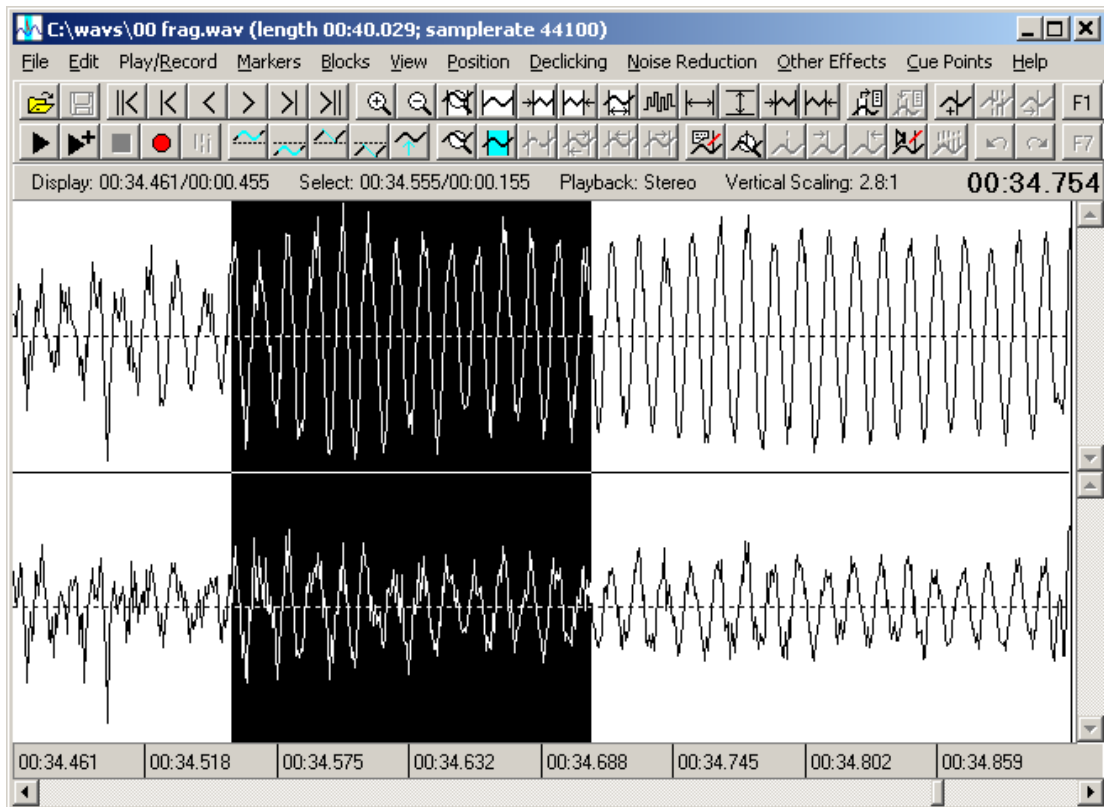 C:\wavs\00 frag.wav (length 00:40.029; samplerate 44100)
File Edit Play/Record Markers Blocks View Position Declicking Noise Reduction Other Effects Cue Points Help
F1
F7
Display: 00:34.461/00:00.455 Select: 00:34.555/00:00.155 Playback: Stereo Vertical Scaling: 2.8:1 00:34.754
00:34.461 00:34.518 00:34.575 00:34.632 00:34.688 00:34.745 00:34.802 00:34.859